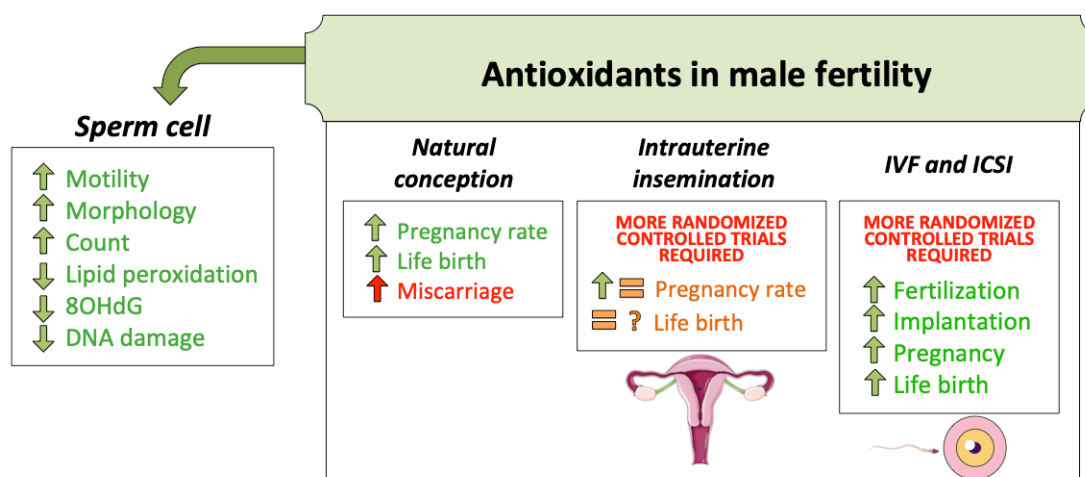 Antioxidants in male fertility
Sperm cell
Motility
Morphology
Count
Lipid peroxidation
8OHdG
DNA damage
Natural
conception
Pregnancy rate
Life birth
Miscarriage
Intrauterine
insemination
MORE RANDOMIZED
CONTROLLED TRIALS
REQUIRED
= Pregnancy rate
= ? Life birth
IVF and ICSI
MORE RANDOMIZED
CONTROLLED TRIALS
REQUIRED
Fertilization
Implantation
Pregnancy
Life birth